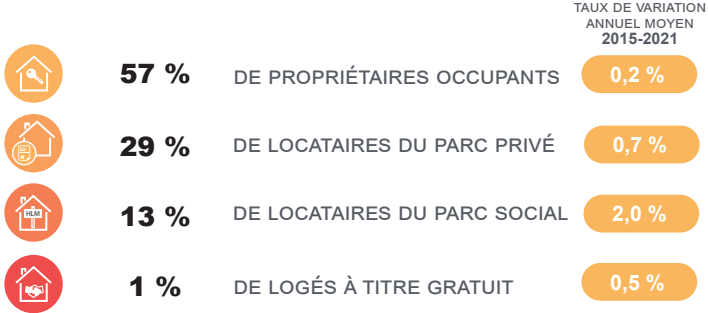 TAUX DE VARIATION
ANNUEL MOYEN
2015-2021
57 % DE PROPRIÉTAIRES OCCUPANTS 0,2 %
29 % DE LOCATAIRES DU PARC PRIVÉ 0,7 %
HLM 13 % DE LOCATAIRES DU PARC SOCIAL 2,0 %
1 % DE LOGÉS À TITRE GRATUIT 0,5 %